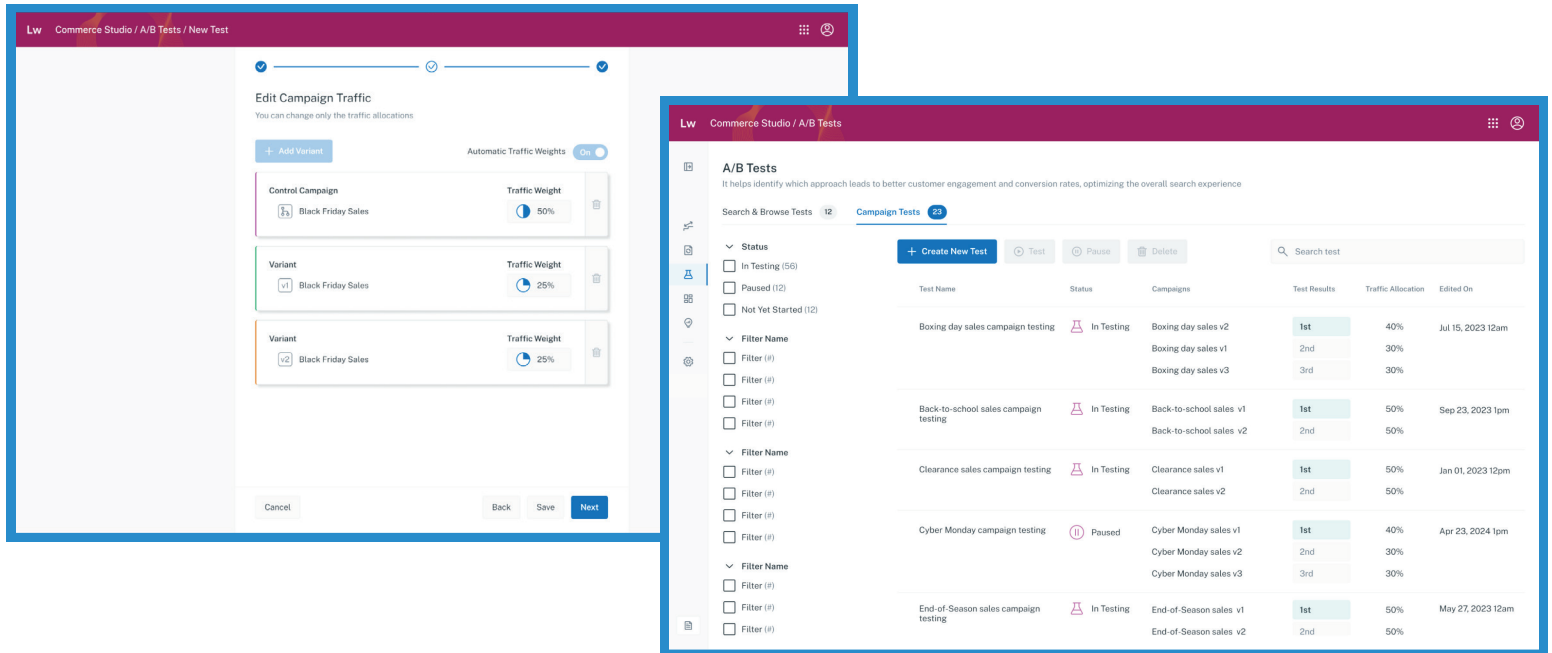 Lw Commerce Studio / A/B Tests / New Test
Edit Campaign Traffic
You can change only the traffic allocations
+ Add Variant Automatic Traffic Weights On
Control Campaign Traffic Weight
Black Friday Sales 50%
Variant Traffic Weight
v1 Black Friday Sales 25%
Variant Traffic Weight
v2 Black Friday Sales 25%
Cancel Back Save Next
Lw Commerce Studio / A/B Tests
A/B Tests
It helps identify which approach leads to better customer engagement and conversion rates, optimizing the overall search experience
Search & Browse Tests 12 Campaign Tests 23
Status
In Testing (56)
Paused (12)
Not Yet Started (12)
Filter Name
Filter (#)
Filter (#)
Filter (#)
Filter (#)
Filter Name
Filter (#)
Filter (#)
Filter (#)
Filter (#)
Filter Name
Filter (#)
Filter (#)
Filter (#)
+ Create New Test Test Pause Delete Search test
Test Name Status Campaigns Test Results Traffic Allocation Edited On
Boxing day sales campaign testing In Testing Boxing day sales v2 1st 40% Jul 15, 2023 12am
Boxing day sales v1 2nd 30%
Boxing day sales v3 3rd 30%
Back-to-school sales campaign In Testing Back-to-school sales v1 1st 50% Sep 23, 2023 1pm
testing
Back-to-school sales v2 2nd 50%
Clearance sales campaign testing In Testing Clearance sales v1 1st 50% Jan 01, 2023 12pm
Clearance sales v2 2nd 50%
Cyber Monday campaign testing Paused Cyber Monday sales v1 1st 40% Apr 23, 2024 1pm
Cyber Monday sales v2 2nd 30%
Cyber Monday sales v3 3rd 30%
End-of-Season sales campaign In Testing End-of-Season sales v1 1st 50% May 27, 2023 12am
testing
End-of-Season sales v2 2nd 50%